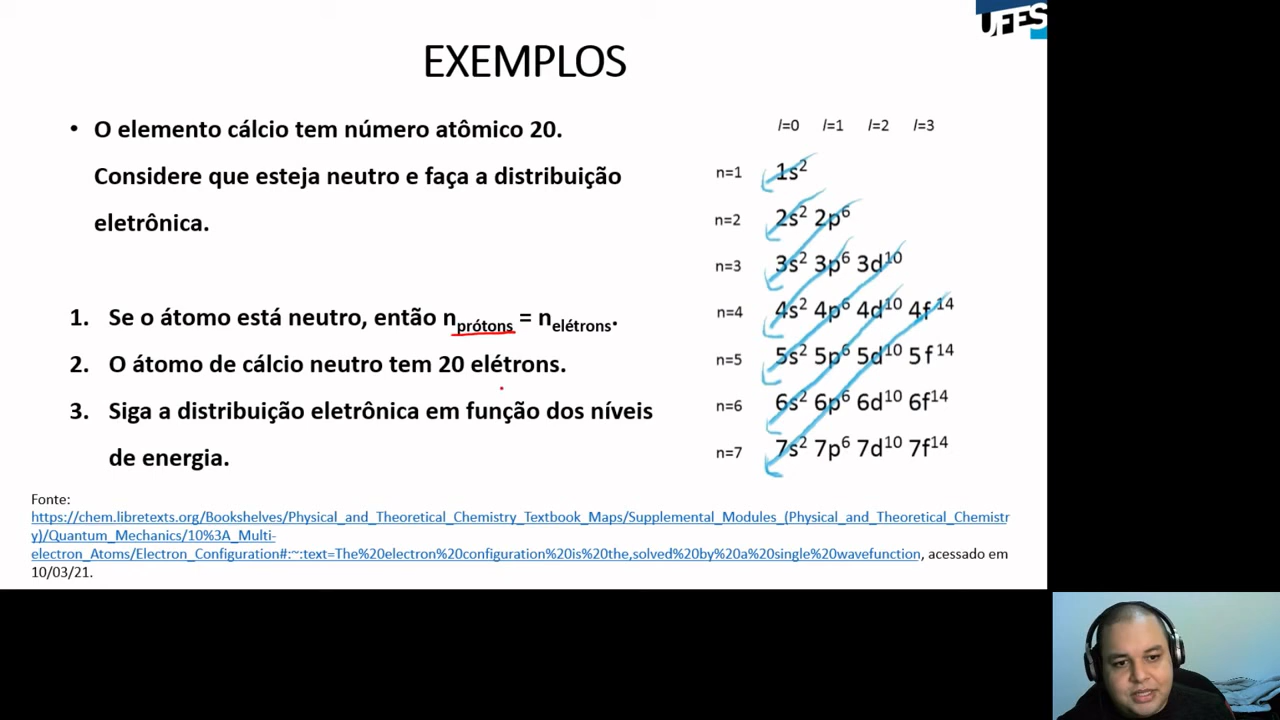 UFES
EXEMPLOS
• O elemento cálcio tem número atômico 20.
Considere que esteja neutro e faça a distribuição
eletrônica.
1. Se o átomo está neutro, então nprótons = nelétrons.
2. O átomo de cálcio neutro tem 20 elétrons.
3. Siga a distribuição eletrônica em função dos níveis
de energia.
l=0 l=1 l=2 l=3
n=1 1s²
n=2 2s² 2p⁶
n=3 3s² 3p⁶ 3d¹⁰
n=4 4s² 4p⁶ 4d¹⁰ 4f¹⁴
n=5 5s² 5p⁶ 5d¹⁰ 5f¹⁴
n=6 6s² 6p⁶ 6d¹⁰ 6f¹⁴
n=7 7s² 7p⁶ 7d¹⁰ 7f¹⁴
Fonte:
https://chem.libretexts.org/Bookshelves/Physical_and_Theoretical_Chemistry_Textbook_Maps/Supplemental_Modules_(Physical_and_Theoretical_Chemistr
y)/Quantum_Mechanics/10%3A_Multi-
electron_Atoms/Electron_Configuration#:~:text=The%20electron%20configuration%20is%20the,solved%20by%20a%20single%20wavefunction, acessado em
10/03/21.